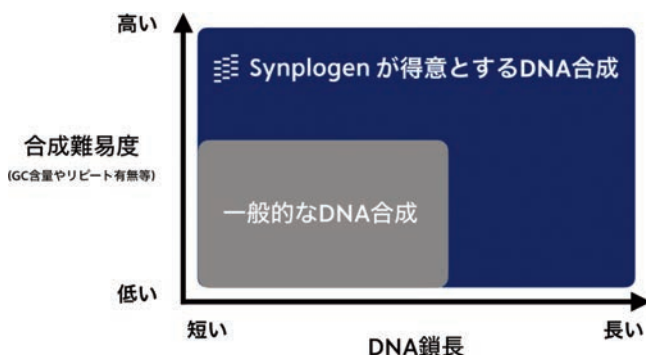 高い
Synplogen が得意とするDNA合成
合成難易度
(GC含量やリピート有無等)
一般的なDNA合成
低い
短い
長い
DNA鎖長